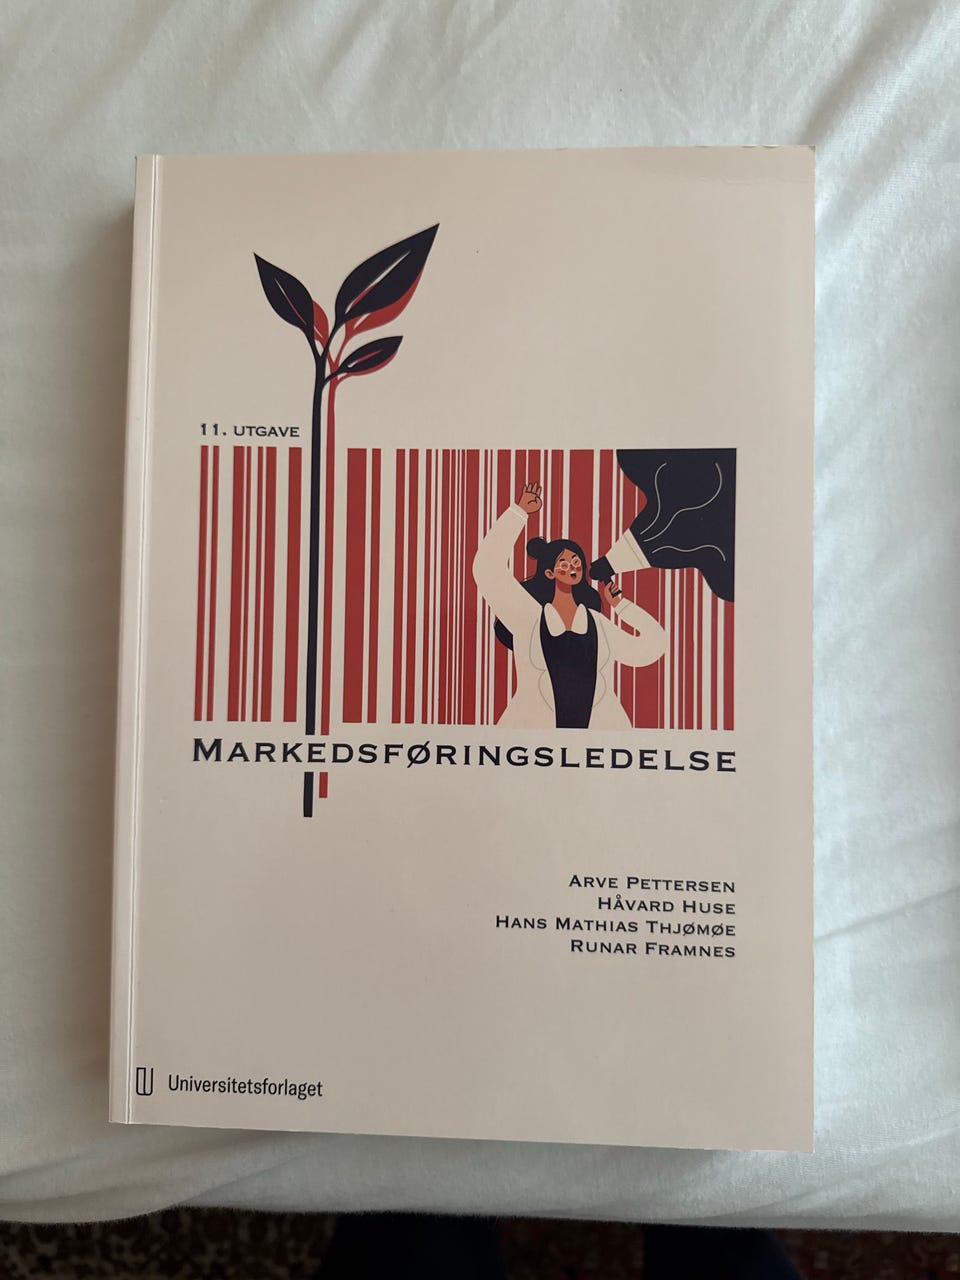 11. UTGAVE
MARKEDSFØRINGSLEDELSE
ARVE PETTERSEN
HÅVARD HUSE
HANS MATHIAS THJØMØE
RUNAR FRAMNES
Universitetsforlaget